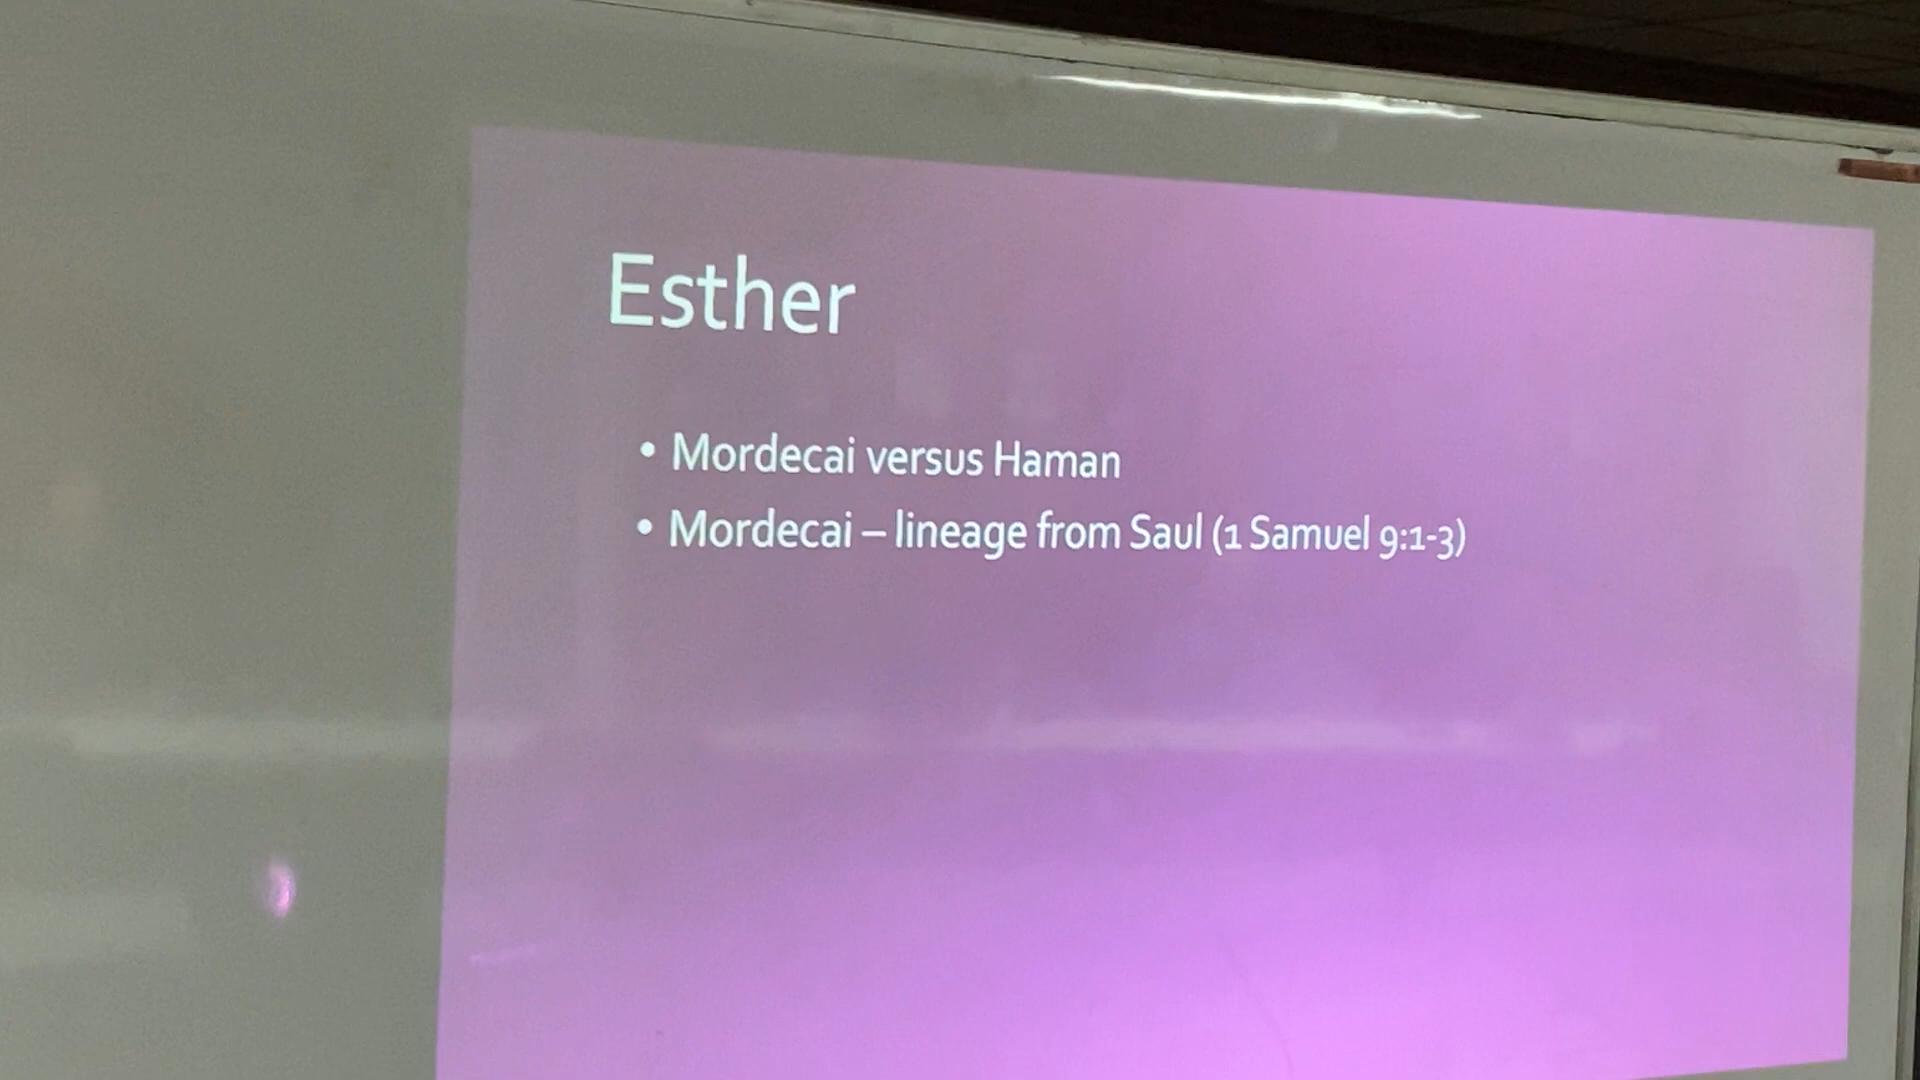 Esther
• Mordecai versus Haman
• Mordecai – lineage from Saul (1 Samuel 9:1-3)